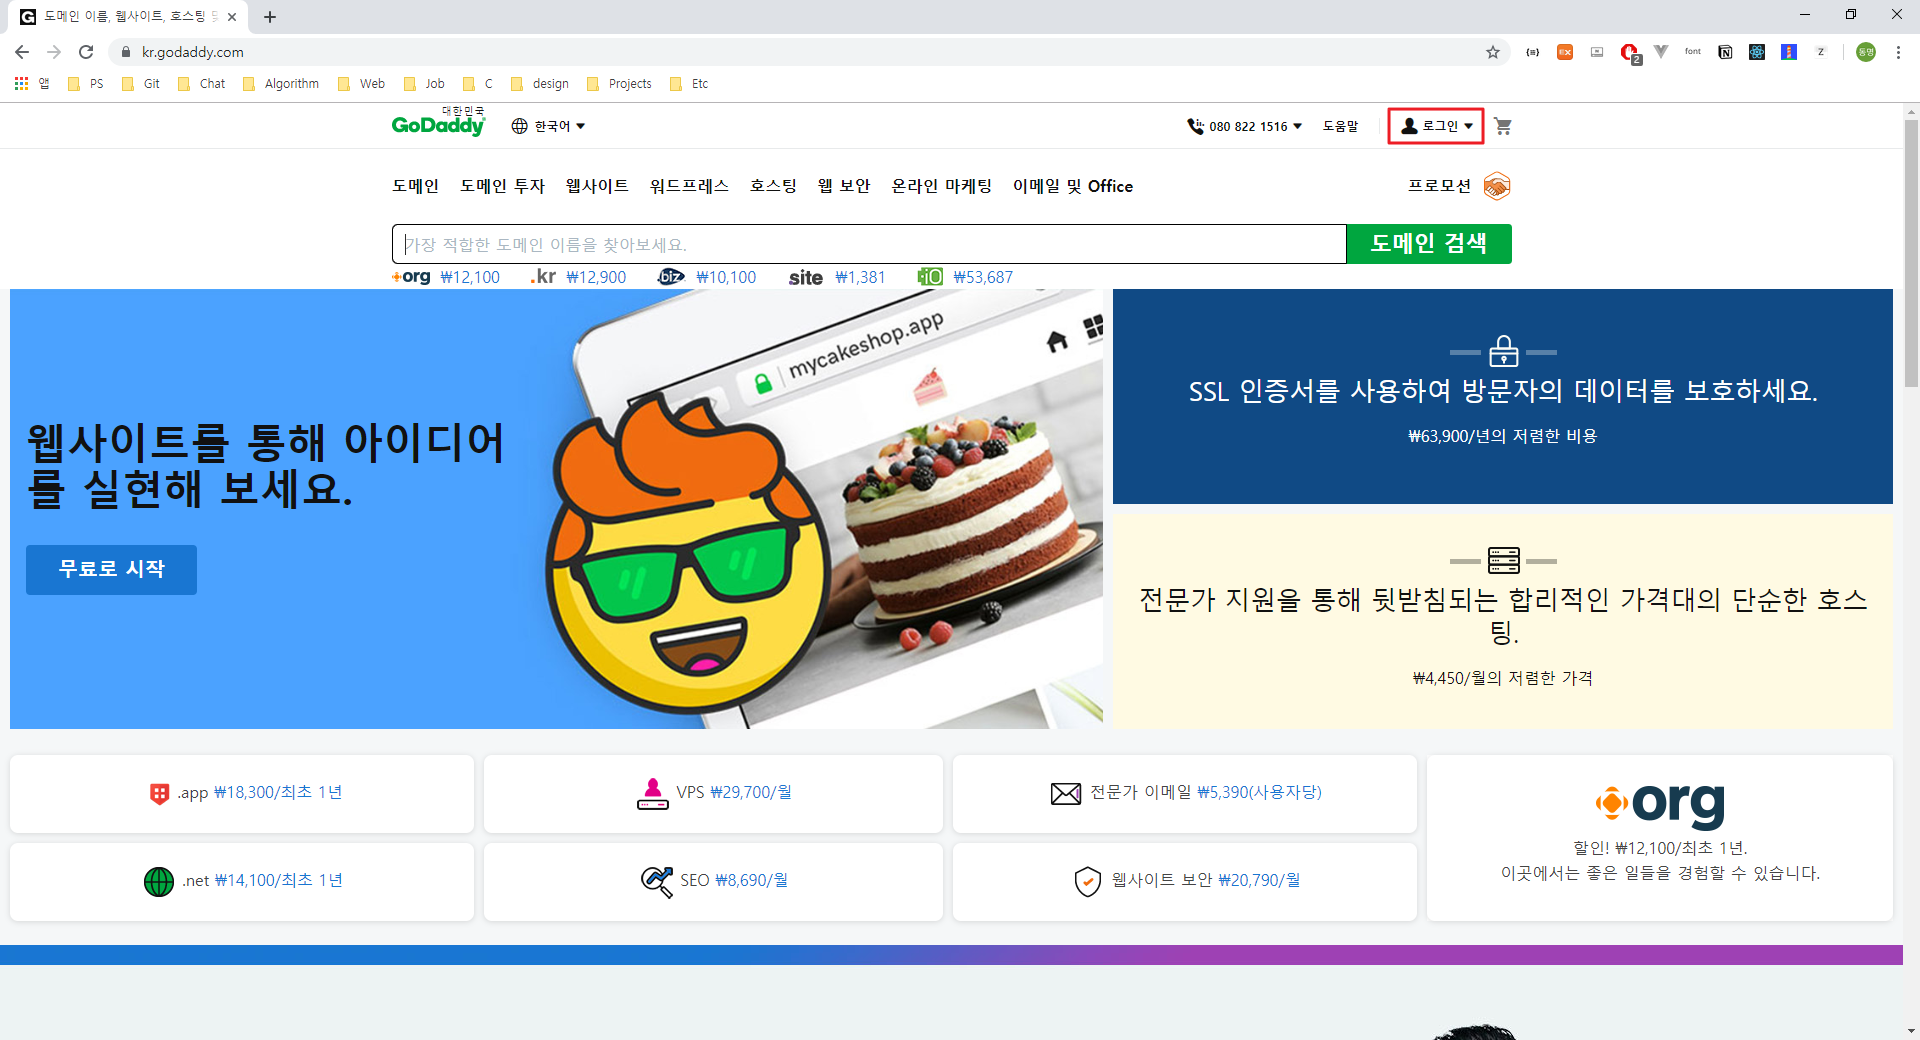 도메인 이름, 웹사이트, 호스팅 및
kr.godaddy.com
font
2
Z
동명
앱 PS Git Chat Algorithm Web Job C design Projects Etc
대한민국
GoDaddy 한국어 080 822 1516 도움말 로그인
도메인 도메인 투자 웹사이트 워드프레스 호스팅 웹 보안 온라인 마케팅 이메일 및 Office 프로모션
가장 적합한 도메인 이름을 찾아보세요. 도메인 검색
org ₩12,100 .kr ₩12,900 .biz ₩10,100 site ₩1,381 iO ₩53,687
mycakeshop.app
웹사이트를 통해 아이디어
를 실현해 보세요.
무료로 시작
SSL 인증서를 사용하여 방문자의 데이터를 보호하세요.
₩63,900/년의 저렴한 비용
전문가 지원을 통해 뒷받침되는 합리적인 가격대의 단순한 호스
팅.
₩4,450/월의 저렴한 가격
.app ₩18,300/최초 1년
VPS ₩29,700/월
전문가 이메일 ₩5,390(사용자당)
.net ₩14,100/최초 1년
SEO ₩8,690/월
웹사이트 보안 ₩20,790/월
org
할인! ₩12,100/최초 1년.
이곳에서는 좋은 일들을 경험할 수 있습니다.